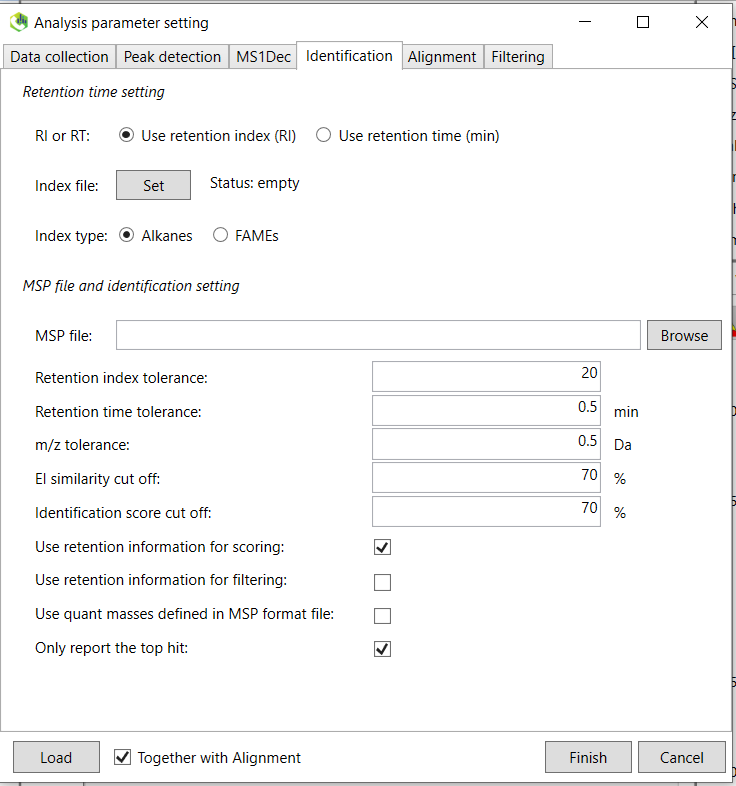 Analysis parameter setting
Data collection Peak detection MS1Dec Identification Alignment Filtering
Retention time setting
RI or RT: Use retention index (RI) Use retention time (min)
Index file: Set Status: empty
Index type: Alkanes FAMEs
MSP file and identification setting
MSP file: Browse
Retention index tolerance: 20
Retention time tolerance: 0.5 min
m/z tolerance: 0.5 Da
EI similarity cut off: 70 %
Identification score cut off: 70 %
Use retention information for scoring:
Use retention information for filtering:
Use quant masses defined in MSP format file:
Only report the top hit:
Load Together with Alignment Finish Cancel